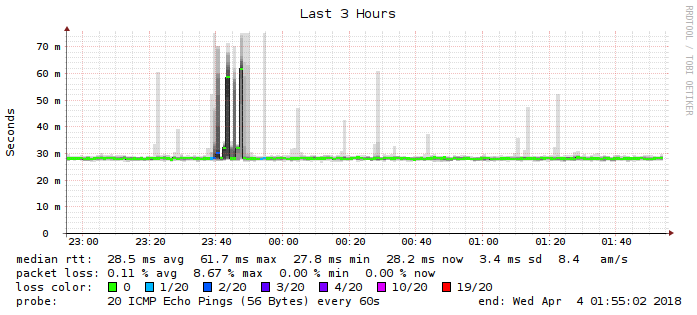 Last 3 Hours
RRDTOOL / TOBI OETIKER
Seconds
70 m
60 m
50 m
40 m
30 m
20 m
10 m
0
23:00 23:20 23:40 00:00 00:20 00:40 01:00 01:20 01:40
median rtt: 28.5 ms avg 61.7 ms max 27.8 ms min 28.2 ms now 3.4 ms sd 8.4 am/s
packet loss: 0.11 % avg 8.67 % max 0.00 % min 0.00 % now
loss color: 0 1/20 2/20 3/20 4/20 10/20 19/20
probe: 20 ICMP Echo Pings (56 Bytes) every 60s end: Wed Apr 4 01:55:02 2018